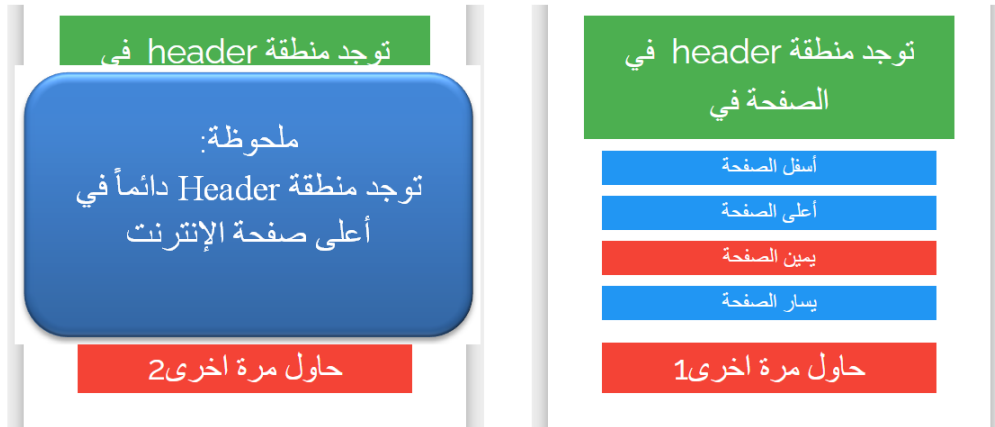 توجد منطقة header في
الصفحة في
أسفل الصفحة
أعلى الصفحة
يمين الصفحة
يسار الصفحة
حاول مرة اخرى1
توجد منطقة header في
ملحوظة:
توجد منطقة Header دائماً في
أعلى صفحة الإنترنت
حاول مرة اخرى2